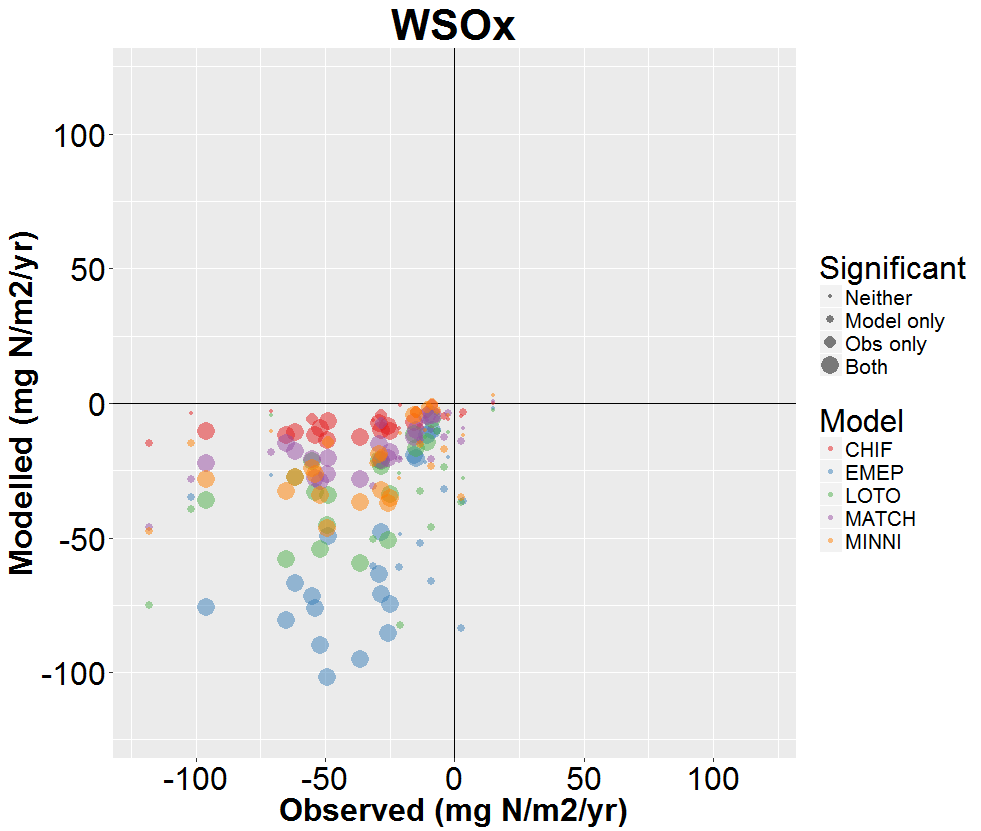 WSOx
Modelled (mg N/m2/yr)
100
50
0
-50
-100
-100
-50
0
50
100
Observed (mg N/m2/yr)
Significant
Neither
Model only
Obs only
Both
Model
CHIF
EMEP
LOTO
MATCH
MINNI